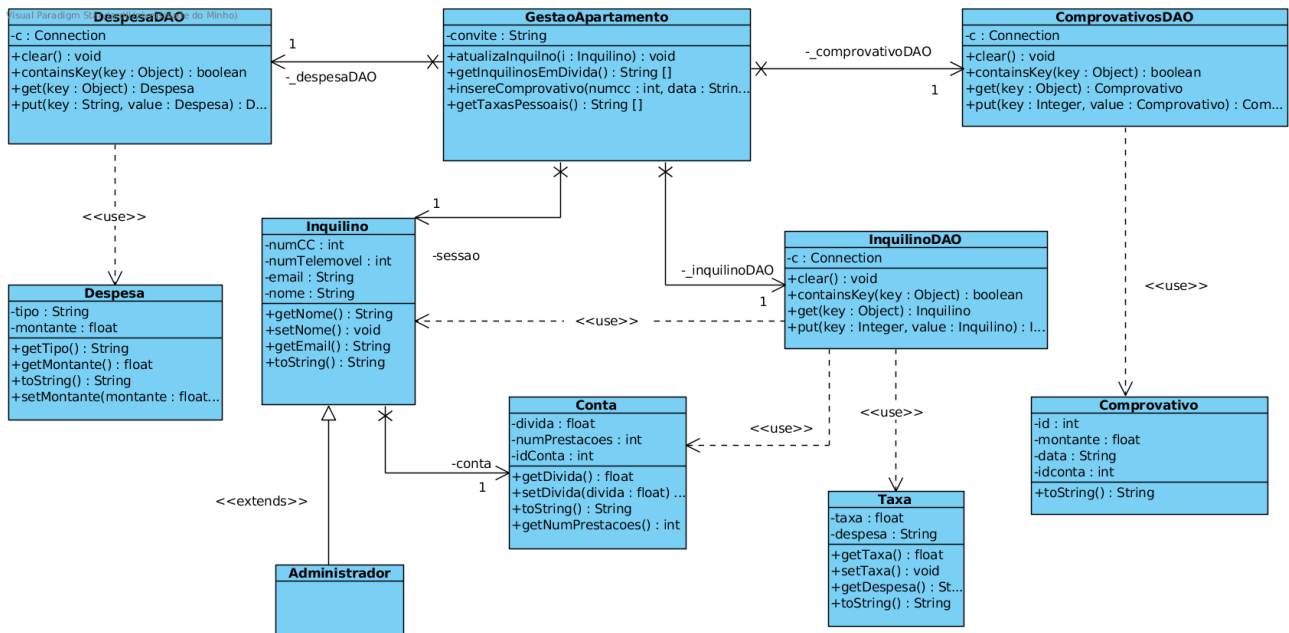 Visual Paradigm Standard( do Minho)
DespesaDAO
-c : Connection
+clear() : void
+containsKey(key : Object) : boolean
+get(key : Object) : Despesa
+put(key : String, value : Despesa) : D...
1
-_despesaDAO
GestaoApartamento
-convite : String
+atualizaInquilno(i : Inquilino) : void
+getInquilinosEmDivida() : String []
+insereComprovativo(numcc : int, data : Strin...
+getTaxasPessoais() : String []
-_comprovativoDAO
1
ComprovativosDAO
-c : Connection
+clear() : void
+containsKey(key : Object) : boolean
+get(key : Object) : Comprovativo
+put(key : Integer, value : Comprovativo) : Com...
<<use>>
1
-sessao
Inquilino
-numCC : int
-numTelemovel : int
-email : String
-nome : String
+getNome() : String
+setNome() : void
+getEmail() : String
+toString() : String
-_inquilinoDAO
1
InquilinoDAO
-c : Connection
+clear() : void
+containsKey(key : Object) : boolean
+get(key : Object) : Inquilino
+put(key : Integer, value : Inquilino) : I...
<<use>>
Despesa
-tipo : String
-montante : float
+getTipo() : String
+getMontante() : float
+toString() : String
+setMontante(montante : float...
<<use>>
<<extends>>
-conta
1
Conta
-divida : float
-numPrestacoes : int
-idConta : int
+getDivida() : float
+setDivida(divida : float) ...
+toString() : String
+getNumPrestacoes() : int
<<use>>
<<use>>
Comprovativo
-id : int
-montante : float
-data : String
-idconta : int
+toString() : String
Taxa
-taxa : float
-despesa : String
+getTaxa() : float
+setTaxa() : void
+getDespesa() : St...
+toString() : String
Administrador